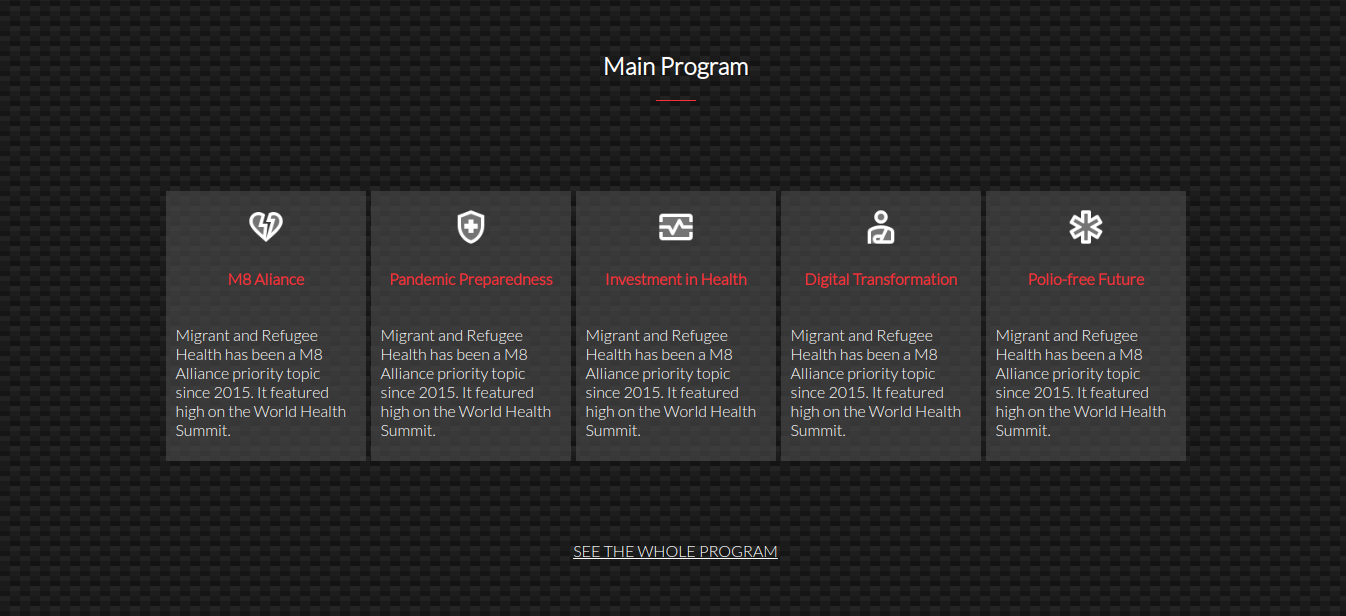 Main Program
M8 Aliance
Migrant and Refugee
Health has been a M8
Alliance priority topic
since 2015. It featured
high on the World Health
Summit.
Pandemic Preparedness
Migrant and Refugee
Health has been a M8
Alliance priority topic
since 2015. It featured
high on the World Health
Summit.
Investment in Health
Migrant and Refugee
Health has been a M8
Alliance priority topic
since 2015. It featured
high on the World Health
Summit.
Digital Transformation
Migrant and Refugee
Health has been a M8
Alliance priority topic
since 2015. It featured
high on the World Health
Summit.
Polio-free Future
Migrant and Refugee
Health has been a M8
Alliance priority topic
since 2015. It featured
high on the World Health
Summit.
SEE THE WHOLE PROGRAM